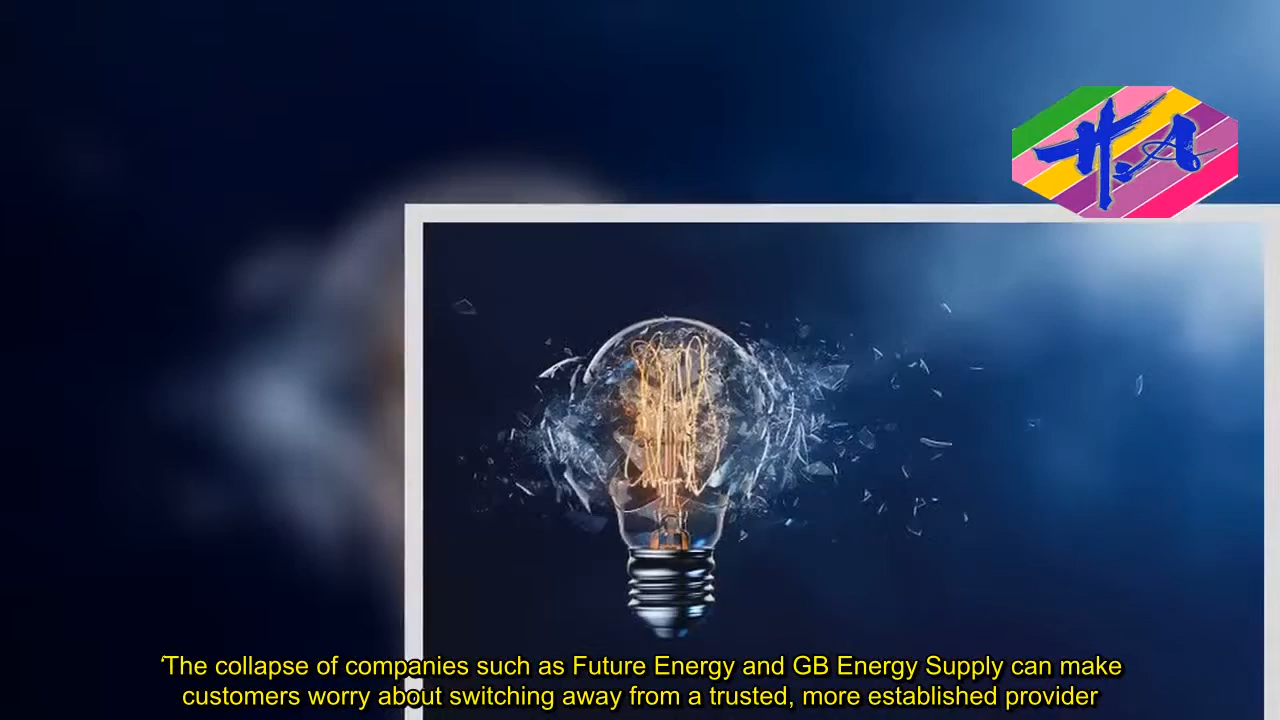 H.A
‘The collapse of companies such as Future Energy and GB Energy Supply can make
customers worry about switching away from a trusted, more established provider